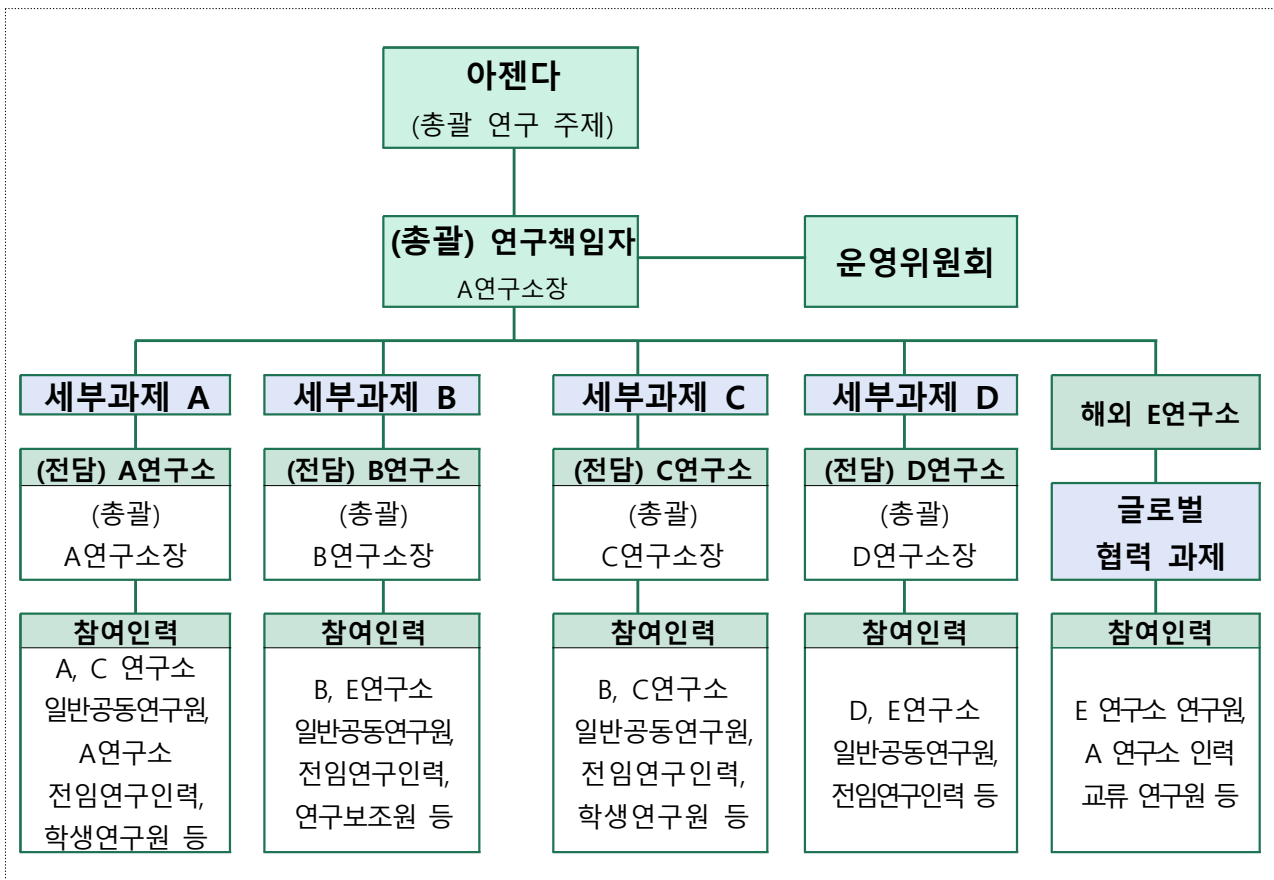 아젠다
(총괄 연구 주제)
(총괄) 연구책임자
A연구소장
운영위원회
세부과제 A
세부과제 B
세부과제 C
세부과제 D
해외 E연구소
(전담) A연구소
(총괄)
A연구소장
(전담) B연구소
(총괄)
B연구소장
(전담) C연구소
(총괄)
C연구소장
(전담) D연구소
(총괄)
D연구소장
글로벌
협력 과제
참여인력
A, C 연구소
일반공동연구원,
A연구소
전임연구인력,
학생연구원 등
참여인력
B, E연구소
일반공동연구원,
전임연구인력,
연구보조원 등
참여인력
B, C연구소
일반공동연구원,
전임연구인력,
학생연구원 등
참여인력
D, E연구소
일반공동연구원,
전임연구인력 등
참여인력
E 연구소 연구원,
A 연구소 인력
교류 연구원 등